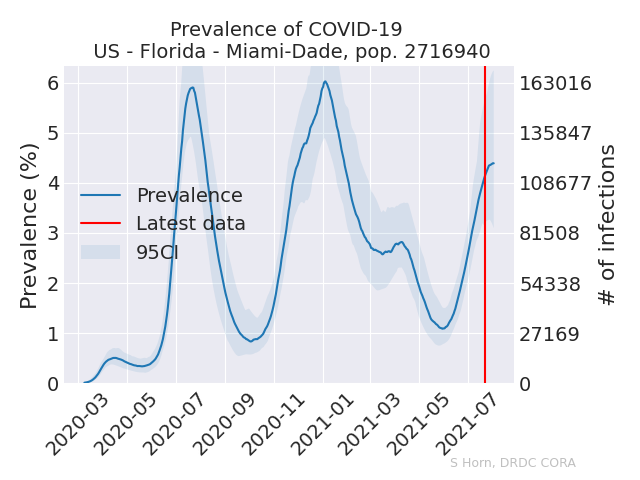 Prevalence of COVID-19
US - Florida - Miami-Dade, pop. 2716940
Prevalence (%)
6
5
4
3
2
1
0
Prevalence
Latest data
95CI
163016
135847
108677
81508
54338
27169
0
# of infections
2020-03
2020-05
2020-07
2020-09
2020-11
2021-01
2021-03
2021-05
2021-07
S Horn, DRDC CORA